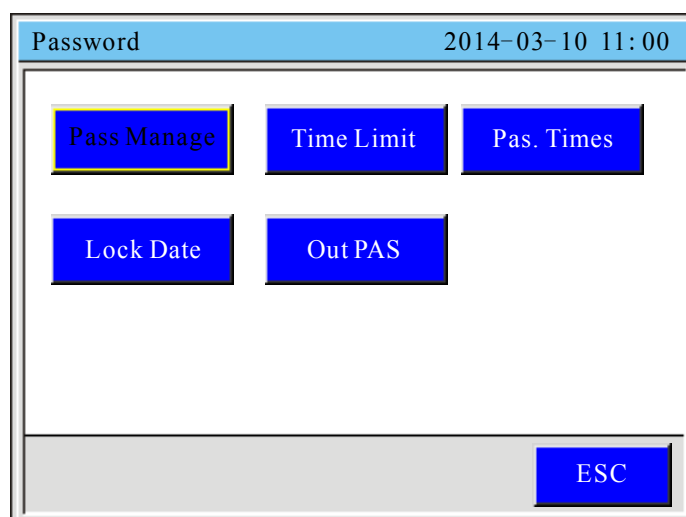 Password 2014-03-10 11:00
Pass Manage Time Limit Pas. Times
Lock Date Out PAS
ESC